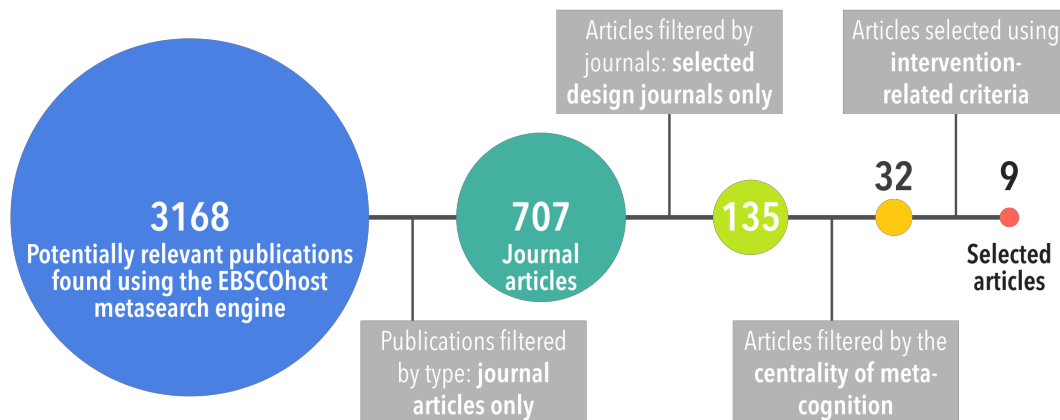 3168
Potentially relevant publications
found using the EBSCOhost
metasearch engine
Publications filtered
by type: journal
articles only
707
Journal
articles
Articles filtered by
journals: selected
design journals only
135
Articles filtered by the
centrality of meta-
cognition
32
Articles selected using
intervention-
related criteria
9
Selected
articles